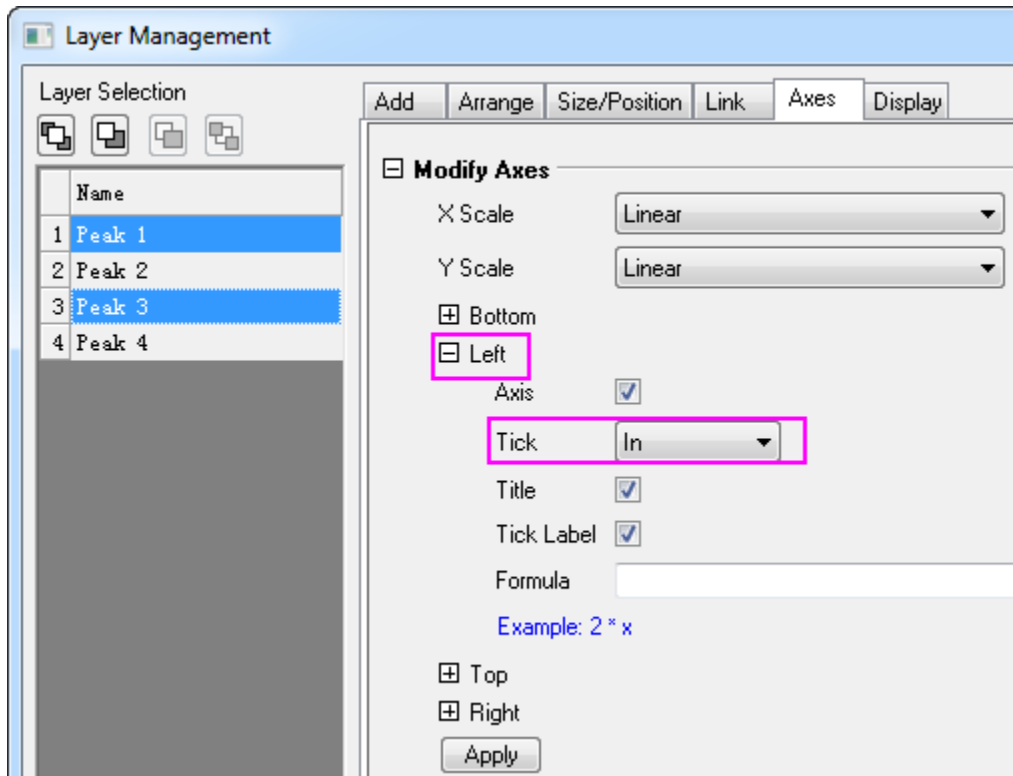 Layer Management
Layer Selection
Name
1 Peak 1
2 Peak 2
3 Peak 3
4 Peak 4
Add Arrange Size/Position Link Axes Display
Modify Axes
X Scale Linear
Y Scale Linear
Bottom
Left
Axis
Tick In
Title
Tick Label
Formula
Example: 2 * x
Top
Right
Apply